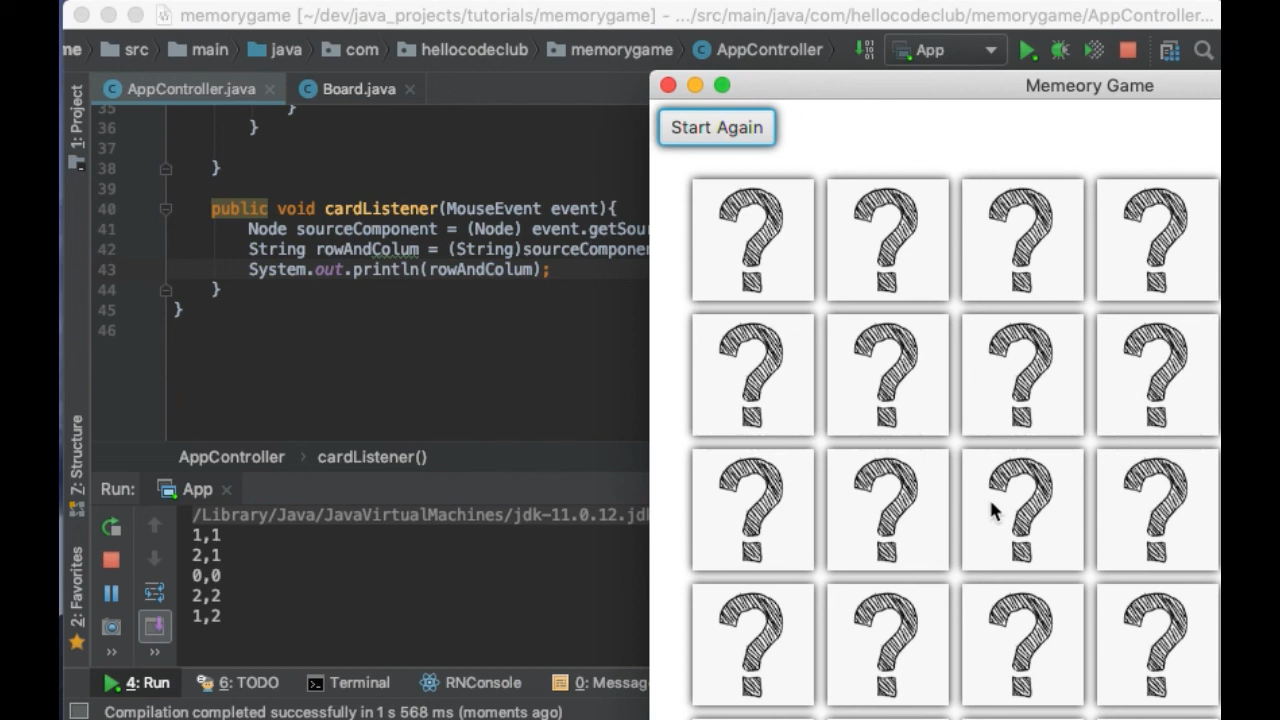 memorygame [~/dev/java_projects/tutorials/memorygame] - .../src/main/java/com/hellocodeclub/memorygame/AppController...
me src main java com hellocodeclub memorygame AppController App
AppController.java Board.java
Memeory Game
Start Again
1: Project
Z: Structure
2: Favorites
35 }
36 }
37
38 }
39
40 public void cardListener(MouseEvent event){
41 Node sourceComponent = (Node) event.getSour
42 String rowAndColum = (String)sourceComponen
43 System.out.println(rowAndColum);
44 }
45 }
46
AppController > cardListener()
Run: App
/Library/Java/JavaVirtualMachines/jdk-11.0.12.jd
1,1
2,1
0,0
2,2
1,2
4: Run 6: TODO Terminal RNConsole 0: Messag
Compilation completed successfully in 1 s 568 ms (moments ago)
? ? ? ?
? ? ? ?
? ? ? ?
? ? ? ?